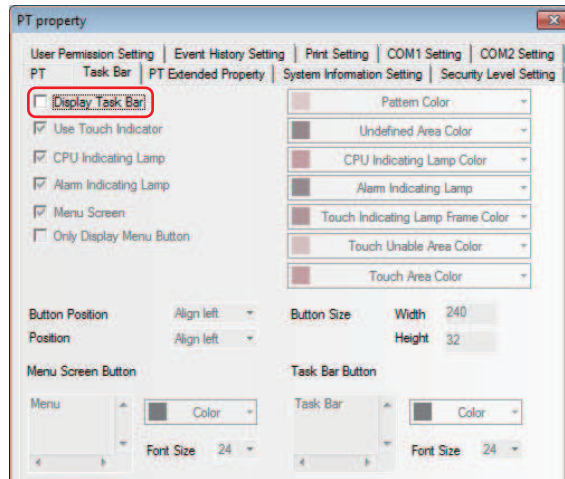 PT property
User Permission Setting Event History Setting Print Setting COM1 Setting COM2 Setting
PT Task Bar PT Extended Property System Information Setting Security Level Setting
Display Task Bar Pattern Color
Use Touch Indicator Undefined Area Color
CPU Indicating Lamp CPU Indicating Lamp Color
Alarm Indicating Lamp Alarm Indicating Lamp
Menu Screen Touch Indicating Lamp Frame Color
Only Display Menu Button Touch Unable Area Color
Touch Area Color
Button Position Align left Button Size Width 240
Position Align left Height 32
Menu Screen Button Task Bar Button
Menu Color Task Bar Color
Font Size 24 Font Size 24